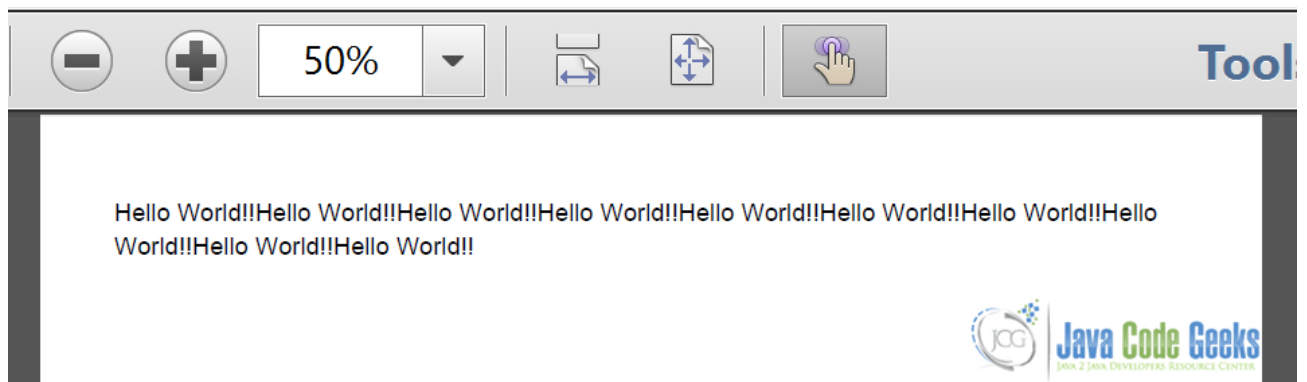 50%
Tools
Hello World!!Hello World!!Hello World!!Hello World!!Hello World!!Hello World!!Hello World!!Hello
World!!Hello World!!Hello World!!
JCG
Java Code Geeks
JAVA 2 JAVA DEVELOPERS RESOURCE CENTER